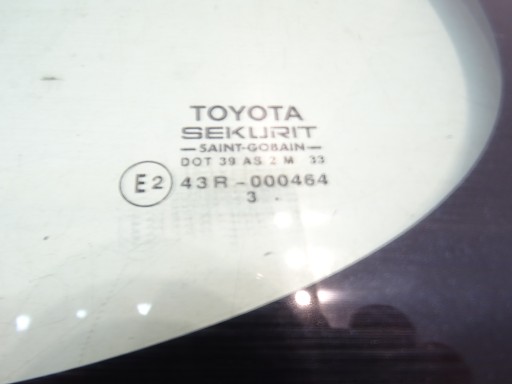 TOYOTA
SEKURIT
SAINT-GOBAIN
DOT 39 AS 2 M 33
E2 43R-000464
3 .